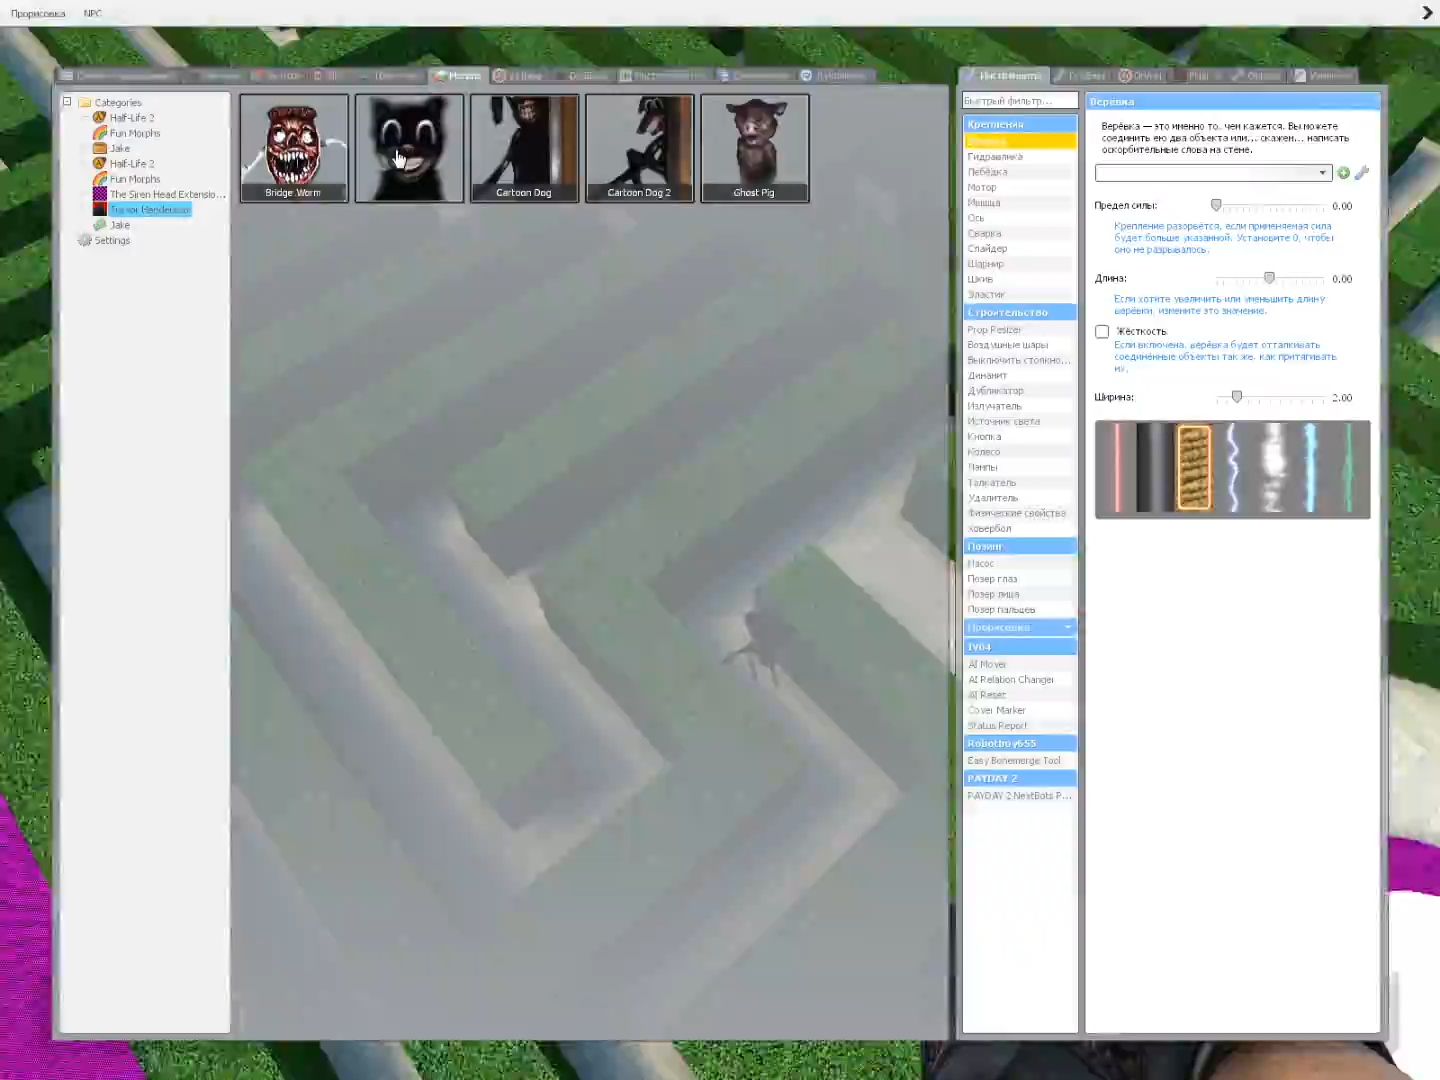 Прорисовка NPC
Categories
Half-Life 2
Fun Morphs
Jake
Half-Life 2
Fun Morphs
The Siren Head Extensio...
Trevor Henderson
Jake
Settings
Bridge Worm
Cartoon Dog
Cartoon Dog 2
Ghost Pig
Инструменты
Быстрый фильтр...
Крепления
Гидравлика
Лебёдка
Мотор
Мышца
Ось
Сварка
Слайдер
Шарнир
Шкив
Эластик
Строительство
Prop Resizer
Воздушные шары
Выключить столкно...
Динамит
Дубликатор
Излучатель
Источник света
Кнопка
Колесо
Лампы
Толкатель
Удалитель
Физические свойства
Ховербол
Позинг
Насос
Позер глаз
Позер лица
Позер пальцев
Прорисовка
IV04
AI Mover
AI Relation Changer
AI Reset
Cover Marker
Status Report
Robotboy655
Easy Bonemerge Tool
PAYDAY 2
PAYDAY 2 NextBots P...
Веревка
Верёвка — это именно то, чем кажется. Вы можете
соединить ею два объекта или... скажем... написать
оскорбительные слова на стене.
Предел силы: 0.00
Крепление разорвётся, если применяемая сила
будет больше указанной. Установите 0, чтобы
оно не разрывалось.
Длина: 0.00
Если хотите увеличить или уменьшить длину
верёвки, измените это значение.
Жёсткость
Если включена, верёвка будет отталкивать
соединённые объекты так же, как притягивать
их.
Ширина: 2.00